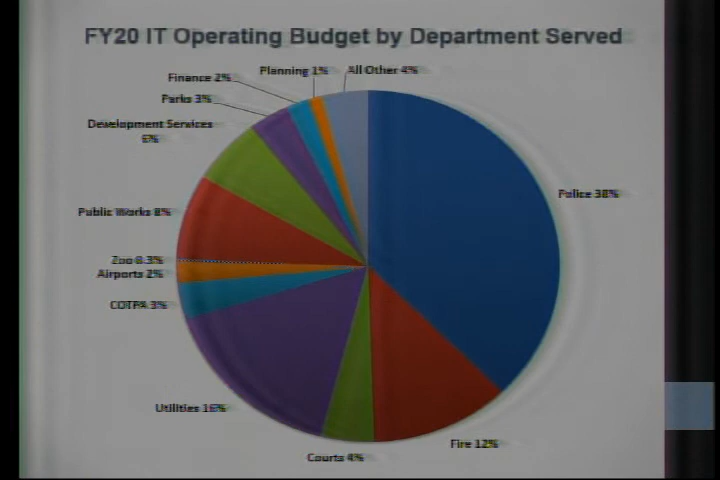 FY20 IT Operating Budget by Department Served
Planning 1%
All Other 4%
Finance 2%
Parks 3%
Development Services
6%
Police 38%
Public Works 8%
Zoo 0.3%
Airports 2%
COTPA 3%
Utilities 16%
Fire 12%
Courts 4%